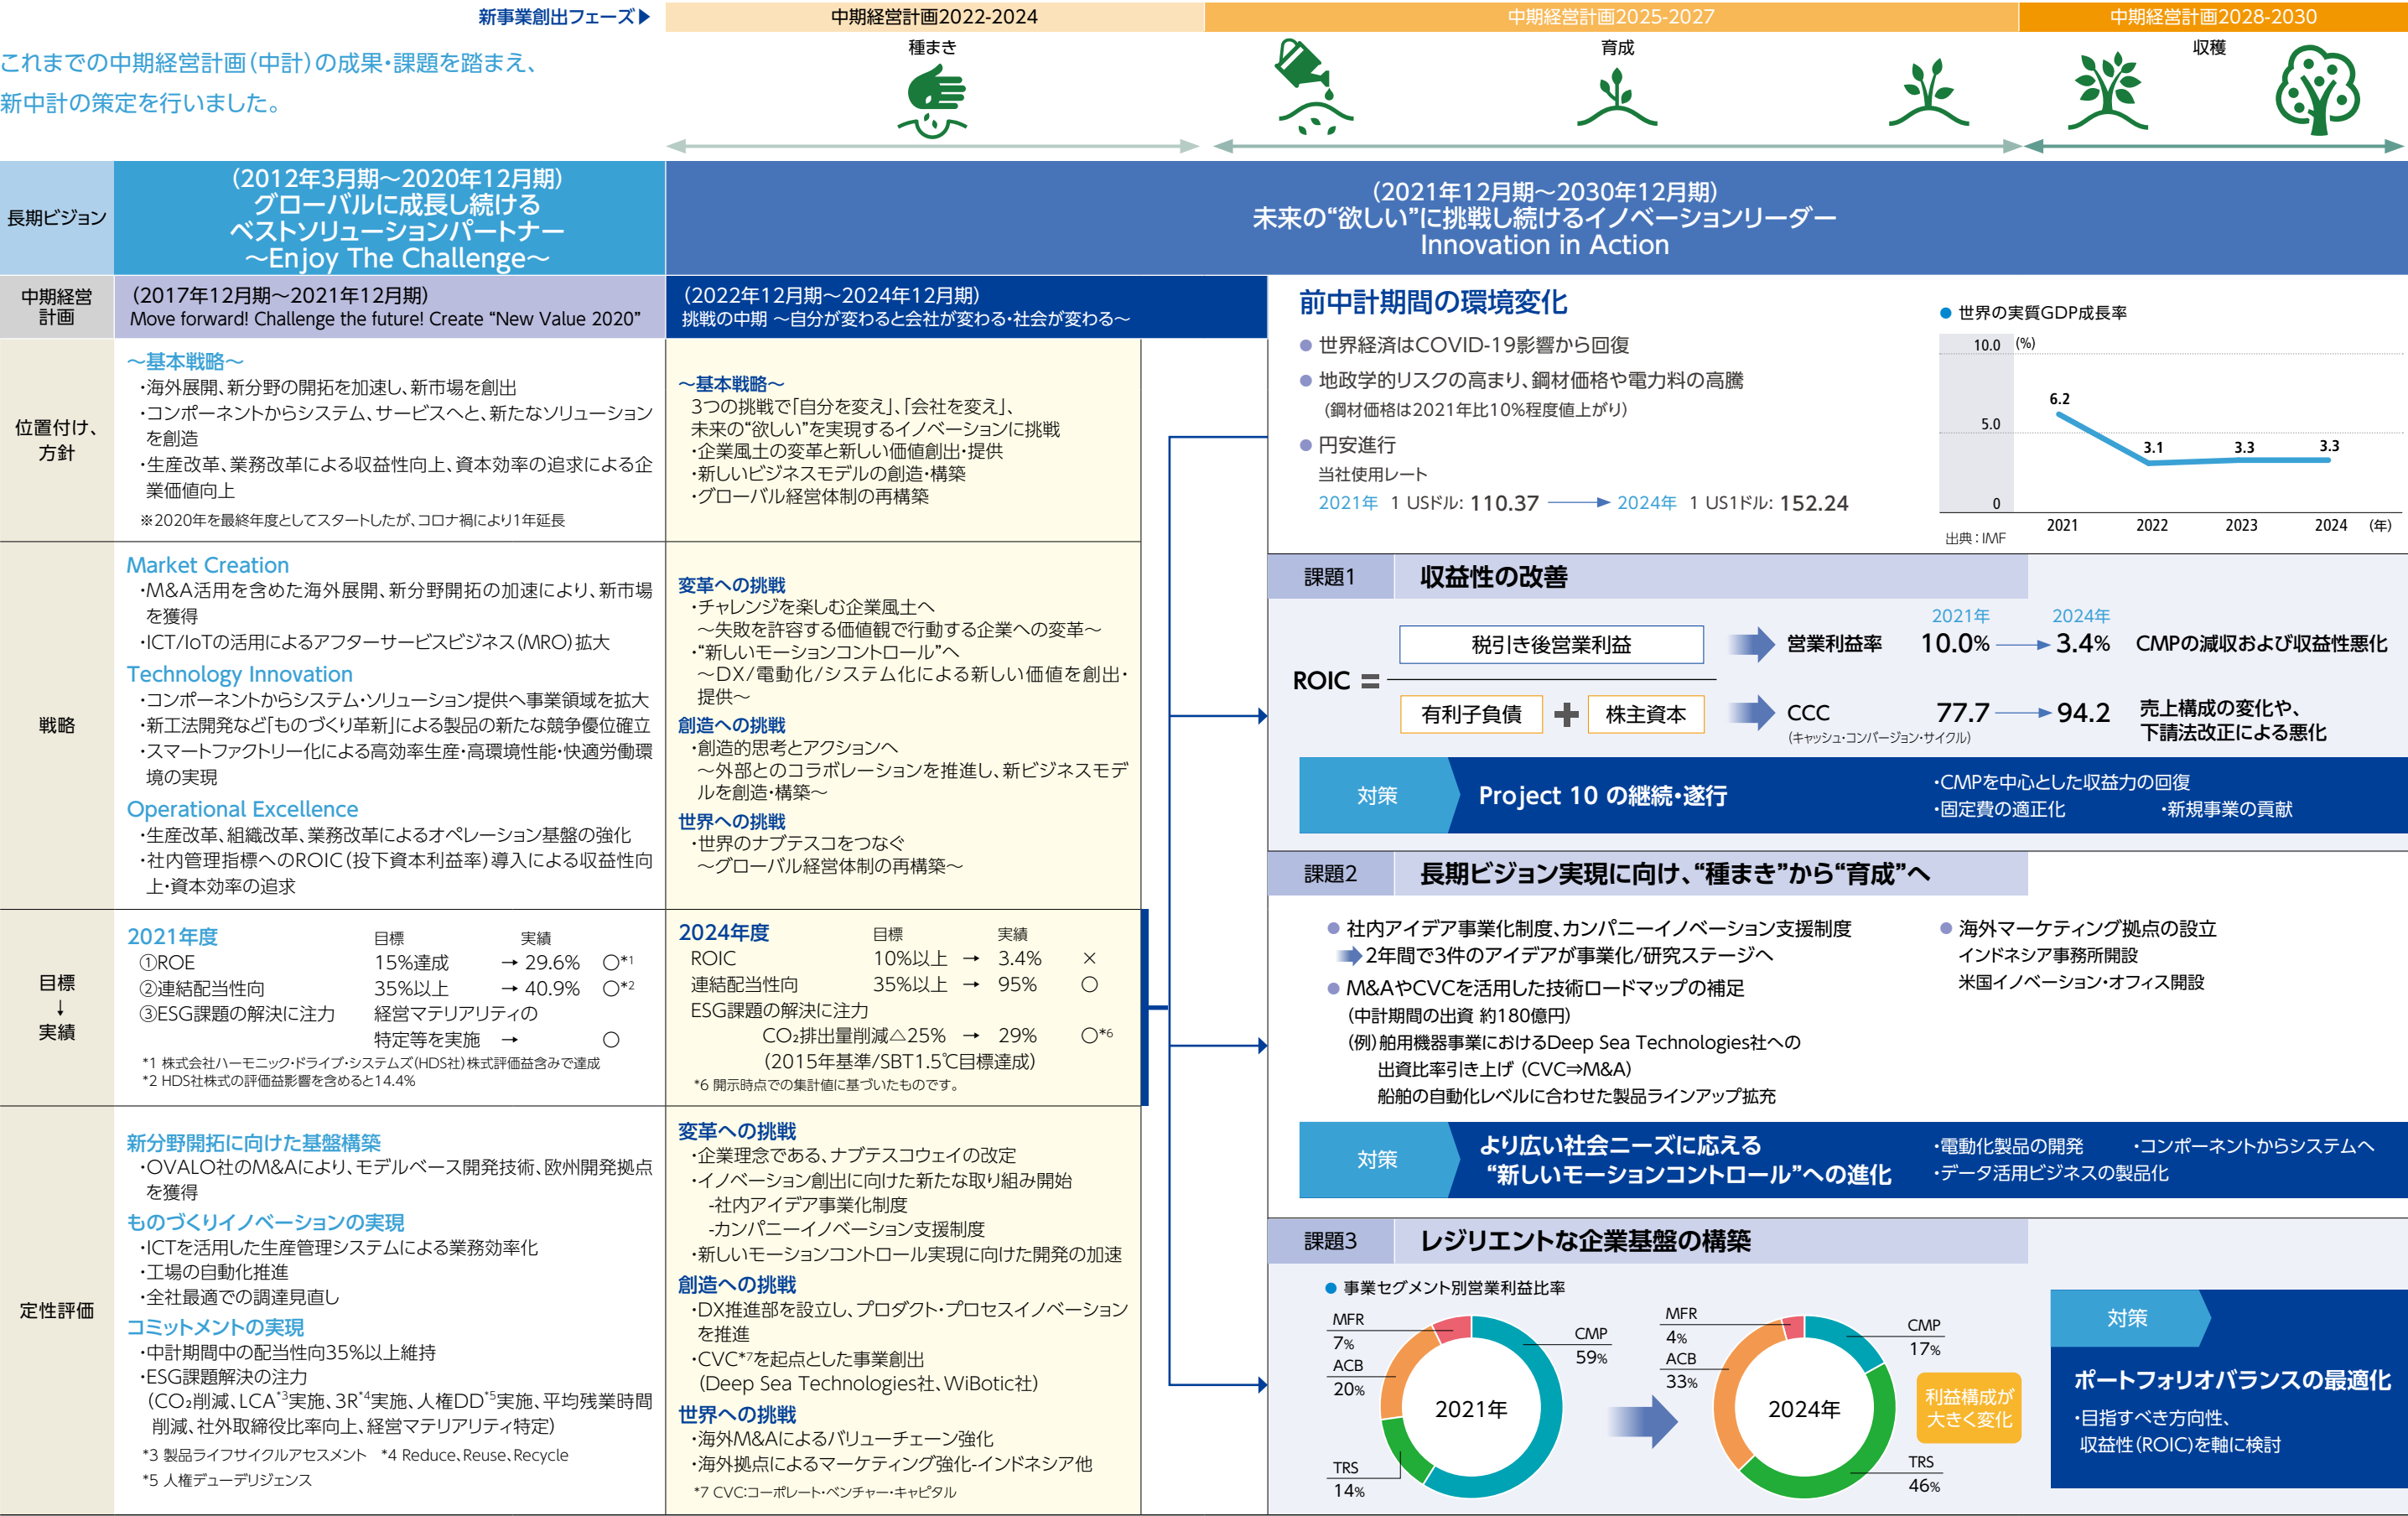 新事業創出フェーズ▶
中期経営計画2022-2024
中期経営計画2025-2027
中期経営計画2028-2030
これまでの中期経営計画（中計）の成果・課題を踏まえ、
新中計の策定を行いました。
種まき
育成
収穫
長期ビジョン
（2012年3月期～2020年12月期）
グローバルに成長し続ける
ベストソリューションパートナー
～Enjoy The Challenge～
（2021年12月期～2030年12月期）
未来の“欲しい”に挑戦し続けるイノベーションリーダー
Innovation in Action
中期経営
計画
（2017年12月期～2021年12月期）
Move forward! Challenge the future! Create “New Value 2020”
（2022年12月期～2024年12月期）
挑戦の中期 ～自分が変わると会社が変わる・社会が変わる～
位置付け、
方針
～基本戦略～
・海外展開、新分野の開拓を加速し、新市場を創出
・コンポーネントからシステム、サービスへと、新たなソリューション
を創造
・生産改革、業務改革による収益性向上、資本効率の追求による企
業価値向上
※2020年を最終年度としてスタートしたが、コロナ禍により1年延長
～基本戦略～
3つの挑戦で「自分を変え」、「会社を変え」、
未来の“欲しい”を実現するイノベーションに挑戦
・企業風土の変革と新しい価値創出・提供
・新しいビジネスモデルの創造・構築
・グローバル経営体制の再構築
戦略
Market Creation
・M&A活用を含めた海外展開、新分野開拓の加速により、新市場
を獲得
・ICT/IoTの活用によるアフターサービスビジネス（MRO）拡大
Technology Innovation
・コンポーネントからシステム・ソリューション提供へ事業領域を拡大
・新工法開発など「ものづくり革新」による製品の新たな競争優位確立
・スマートファクトリー化による高効率生産・高環境性能・快適労働環
境の実現
Operational Excellence
・生産改革、組織改革、業務改革によるオペレーション基盤の強化
・社内管理指標へのROIC（投下資本利益率）導入による収益性向
上・資本効率の追求
変革への挑戦
・チャレンジを楽しむ企業風土へ
～失敗を許容する価値観で行動する企業への変革～
・“新しいモーションコントロール”へ
～DX/電動化/システム化による新しい価値を創出・
提供～
創造への挑戦
・創造的思考とアクションへ
～外部とのコラボレーションを推進し、新ビジネスモデ
ルを創造・構築～
世界への挑戦
・世界のナブテスコをつなぐ
～グローバル経営体制の再構築～
目標
↓
実績
2021年度 目標 実績
①ROE 15%達成 → 29.6% ○*1
②連結配当性向 35%以上 → 40.9% ○*2
③ESG課題の解決に注力 経営マテリアリティの
特定等を実施 → ○
*1 株式会社ハーモニック・ドライブ・システムズ（HDS社）株式評価益含みで達成
*2 HDS社株式の評価益影響を含めると14.4%
2024年度 目標 実績
ROIC 10%以上 → 3.4% ×
連結配当性向 35%以上 → 95% ○
ESG課題の解決に注力
CO₂排出量削減△25% → 29% ○*6
（2015年基準/SBT1.5℃目標達成）
*6 開示時点での集計値に基づいたものです。
定性評価
新分野開拓に向けた基盤構築
・OVALO社のM&Aにより、モデルベース開発技術、欧州開発拠点
を獲得
ものづくりイノベーションの実現
・ICTを活用した生産管理システムによる業務効率化
・工場の自動化推進
・全社最適での調達見直し
コミットメントの実現
・中計期間中の配当性向35%以上維持
・ESG課題解決の注力
（CO₂削減、LCA*3実施、3R*4実施、人権DD*5実施、平均残業時間
削減、社外取締役比率向上、経営マテリアリティ特定）
*3 製品ライフサイクルアセスメント *4 Reduce、Reuse、Recycle
*5 人権デューデリジェンス
変革への挑戦
・企業理念である、ナブテスコウェイの改定
・イノベーション創出に向けた新たな取り組み開始
-社内アイデア事業化制度
-カンパニーイノベーション支援制度
・新しいモーションコントロール実現に向けた開発の加速
創造への挑戦
・DX推進部を設立し、プロダクト・プロセスイノベーション
を推進
・CVC*7を起点とした事業創出
（Deep Sea Technologies社、WiBotic社）
世界への挑戦
・海外M&Aによるバリューチェーン強化
・海外拠点によるマーケティング強化-インドネシア他
*7 CVC:コーポレート・ベンチャー・キャピタル
前中計期間の環境変化
● 世界経済はCOVID-19影響から回復
● 地政学的リスクの高まり、鋼材価格や電力料の高騰
（鋼材価格は2021年比10%程度値上がり）
● 円安進行
当社使用レート
2021年 1 USドル: 110.37 → 2024年 1 US1ドル: 152.24
● 世界の実質GDP成長率
10.0 (%)
6.2
5.0
3.1 3.3 3.3
0
2021 2022 2023 2024 (年)
出典：IMF
課題1 収益性の改善
2021年 2024年
ROIC =
税引き後営業利益
営業利益率 10.0% → 3.4% CMPの減収および収益性悪化
有利子負債 + 株主資本
CCC 77.7 → 94.2 売上構成の変化や、
下請法改正による悪化
（キャッシュ・コンバージョン・サイクル）
対策 Project 10 の継続・遂行
・CMPを中心とした収益力の回復
・固定費の適正化 ・新規事業の貢献
課題2 長期ビジョン実現に向け、“種まき”から“育成”へ
● 社内アイデア事業化制度、カンパニーイノベーション支援制度
2年間で3件のアイデアが事業化/研究ステージへ
● M&AやCVCを活用した技術ロードマップの補足
（中計期間の出資 約180億円）
（例）舶用機器事業におけるDeep Sea Technologies社への
出資比率引き上げ （CVC⇒M&A）
船舶の自動化レベルに合わせた製品ラインアップ拡充
● 海外マーケティング拠点の設立
インドネシア事務所開設
米国イノベーション・オフィス開設
対策 より広い社会ニーズに応える
“新しいモーションコントロール”への進化
・電動化製品の開発 ・コンポーネントからシステムへ
・データ活用ビジネスの製品化
課題3 レジリエントな企業基盤の構築
● 事業セグメント別営業利益比率
MFR
7%
ACB
20%
TRS
14%
CMP
59%
2021年
MFR
4%
ACB
33%
CMP
17%
TRS
46%
2024年
利益構成が
大きく変化
対策
ポートフォリオバランスの最適化
・目指すべき方向性、
収益性（ROIC）を軸に検討